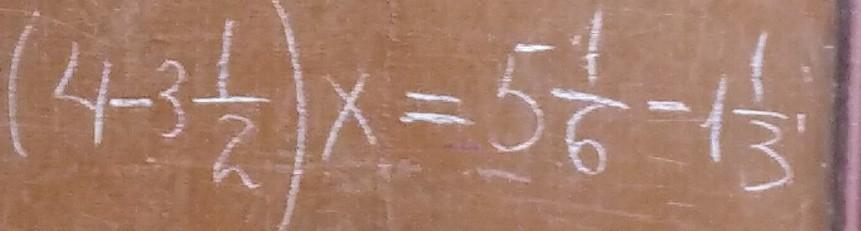 (4-3 1/2) x = 5 1/6 - 1 1/3